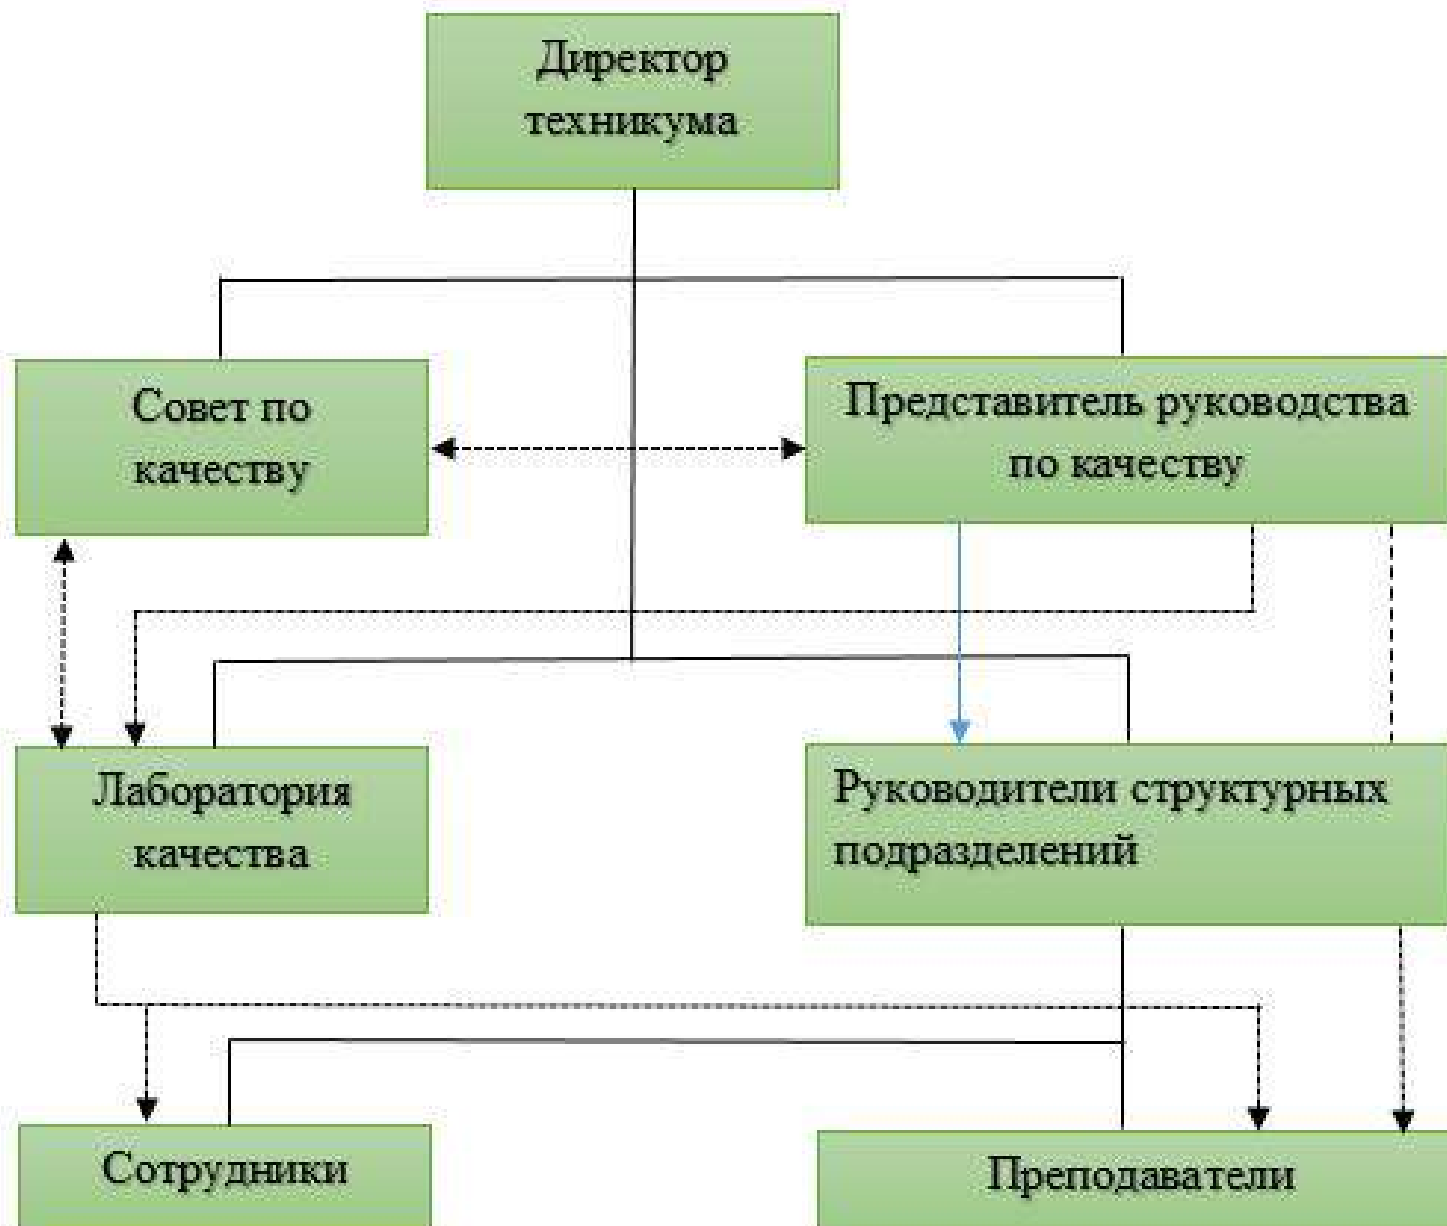 Директор
техникума
Совет по
качеству
Представитель руководства
по качеству
Лаборатория
качества
Руководители структурных
подразделений
Сотрудники
Преподаватели